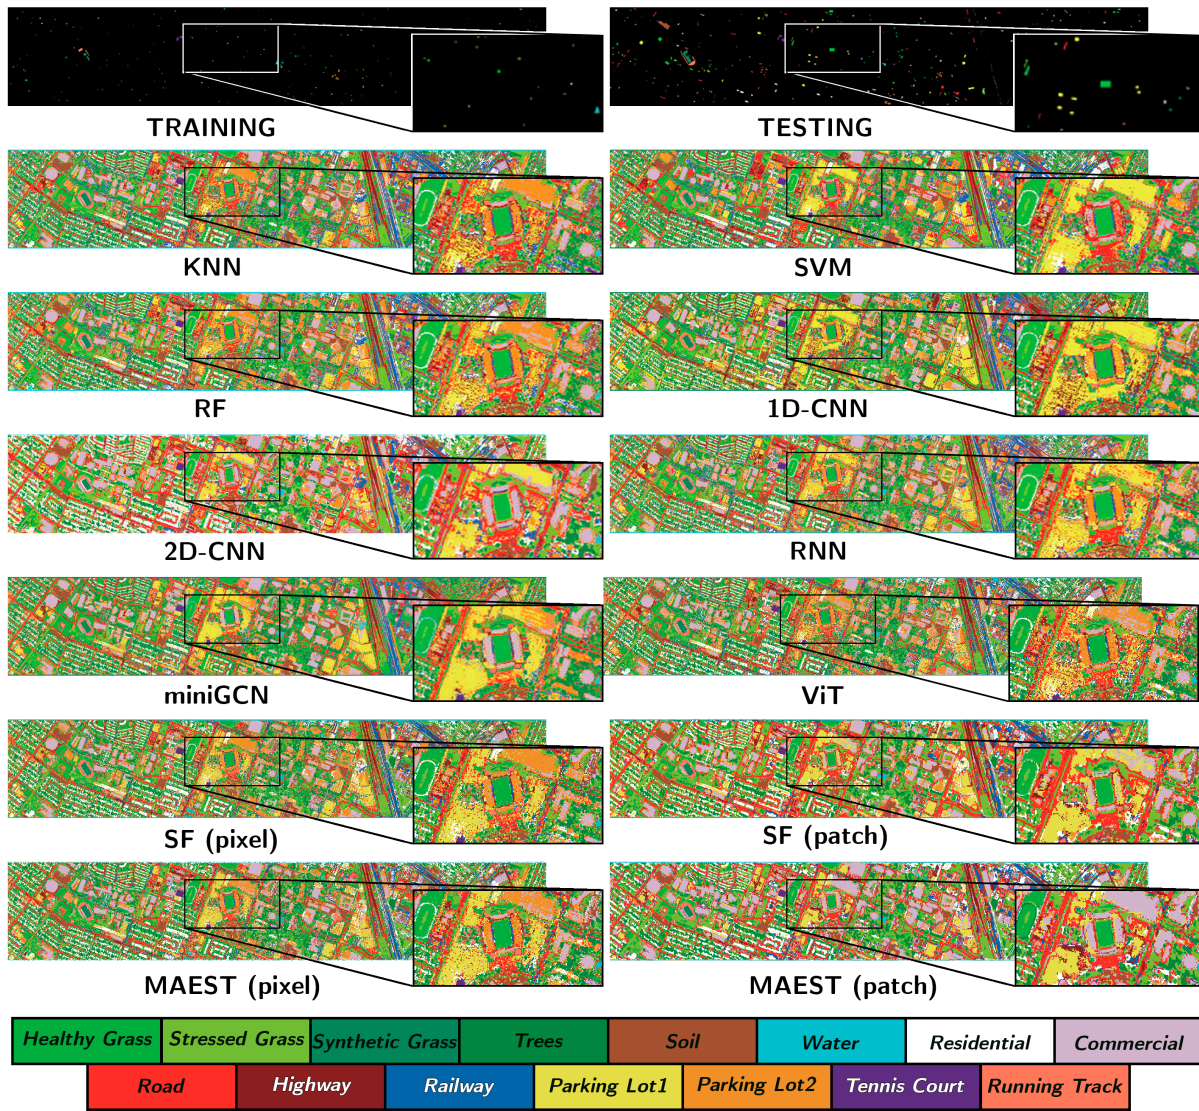 TRAINING TESTING
KNN SVM
RF 1D-CNN
2D-CNN RNN
miniGCN ViT
SF (pixel) SF (patch)
MAEST (pixel) MAEST (patch)
Healthy Grass Stressed Grass Synthetic Grass Trees Soil Water Residential Commercial
Road Highway Railway Parking Lot1 Parking Lot2 Tennis Court Running Track